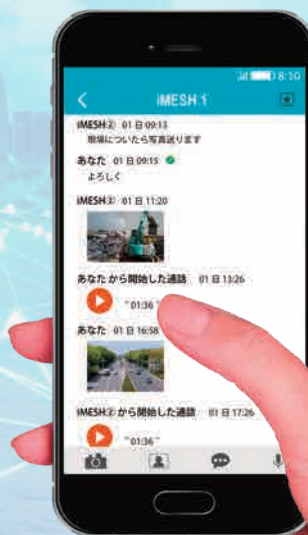 8:10
iMESH 1
iMESH② 01日 09:13
現場についたら写真送ります
あなた 01日 09:15
よろしく
iMESH② 01日 11:20
あなた から開始した通話 01日 13:26
"01:36"
あなた 01日 16:58
iMESH② から開始した通話 01日 17:26
"01:36"